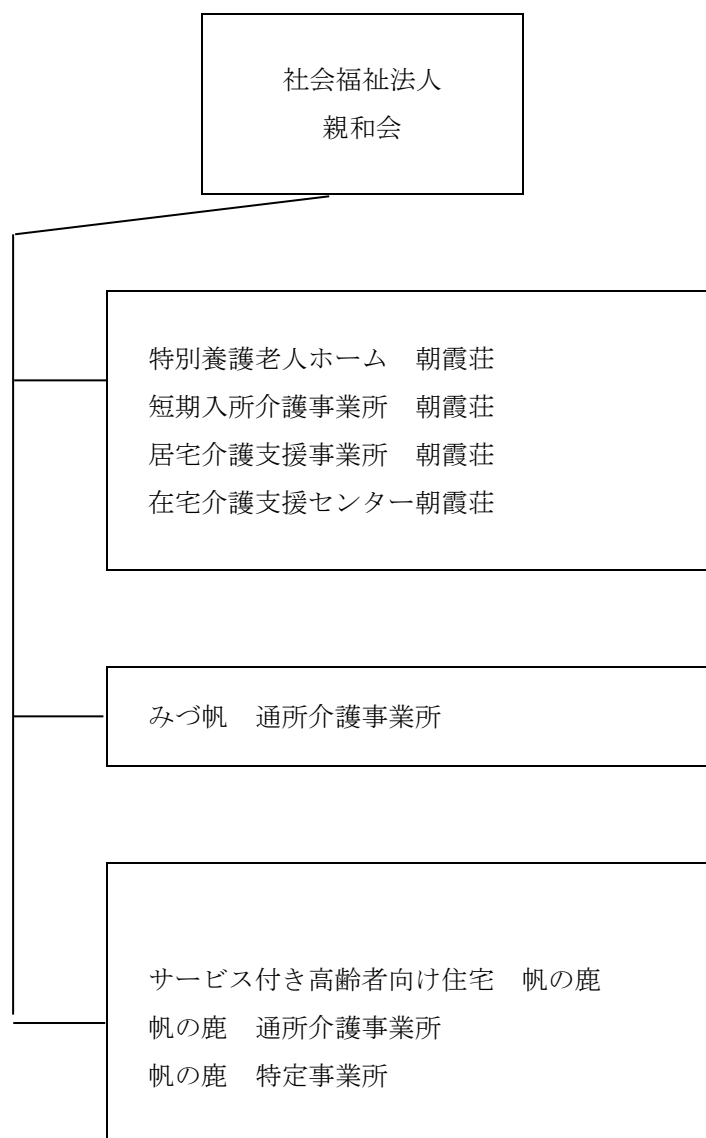 社会福祉法人
親和会
特別養護老人ホーム　朝霞荘
短期入所介護事業所　朝霞荘
居宅介護支援事業所　朝霞荘
在宅介護支援センター朝霞荘
みづ帆　通所介護事業所
サービス付き高齢者向け住宅　帆の鹿
帆の鹿　通所介護事業所
帆の鹿　特定事業所